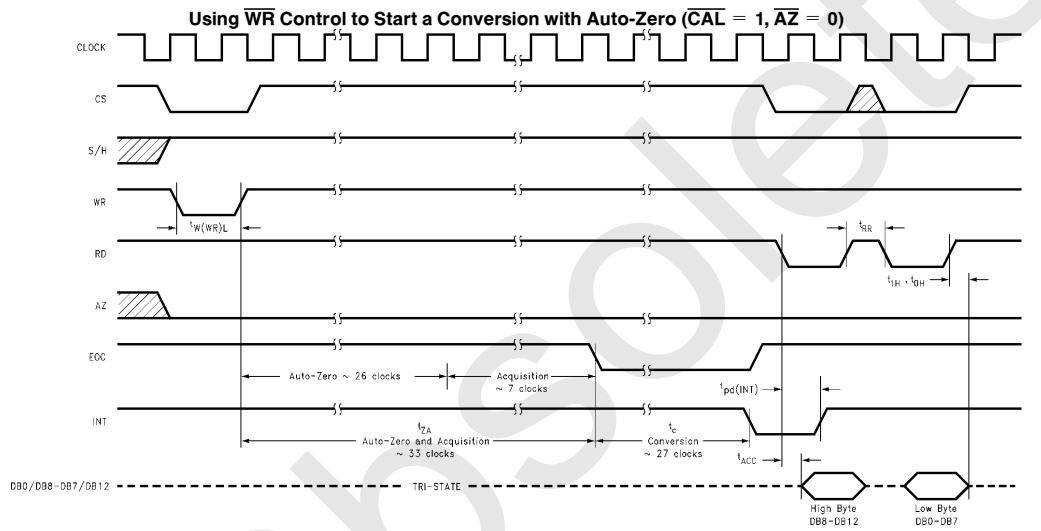 Using WR Control to Start a Conversion with Auto-Zero (CAL = 1, AZ = 0)
CLOCK
CS
S/H
WR
tW(WR)L
RD
tRR
t1H , t0H
AZ
EOC
Auto-Zero ~ 26 clocks
Acquisition
~ 7 clocks
tpd(INT)
INT
tZA
Auto-Zero and Acquisition
~ 33 clocks
tc
Conversion
~ 27 clocks
tACC
DB0/DB8-DB7/DB12
TRI-STATE
High Byte
DB8-DB12
Low Byte
DB0-DB7
obsolete